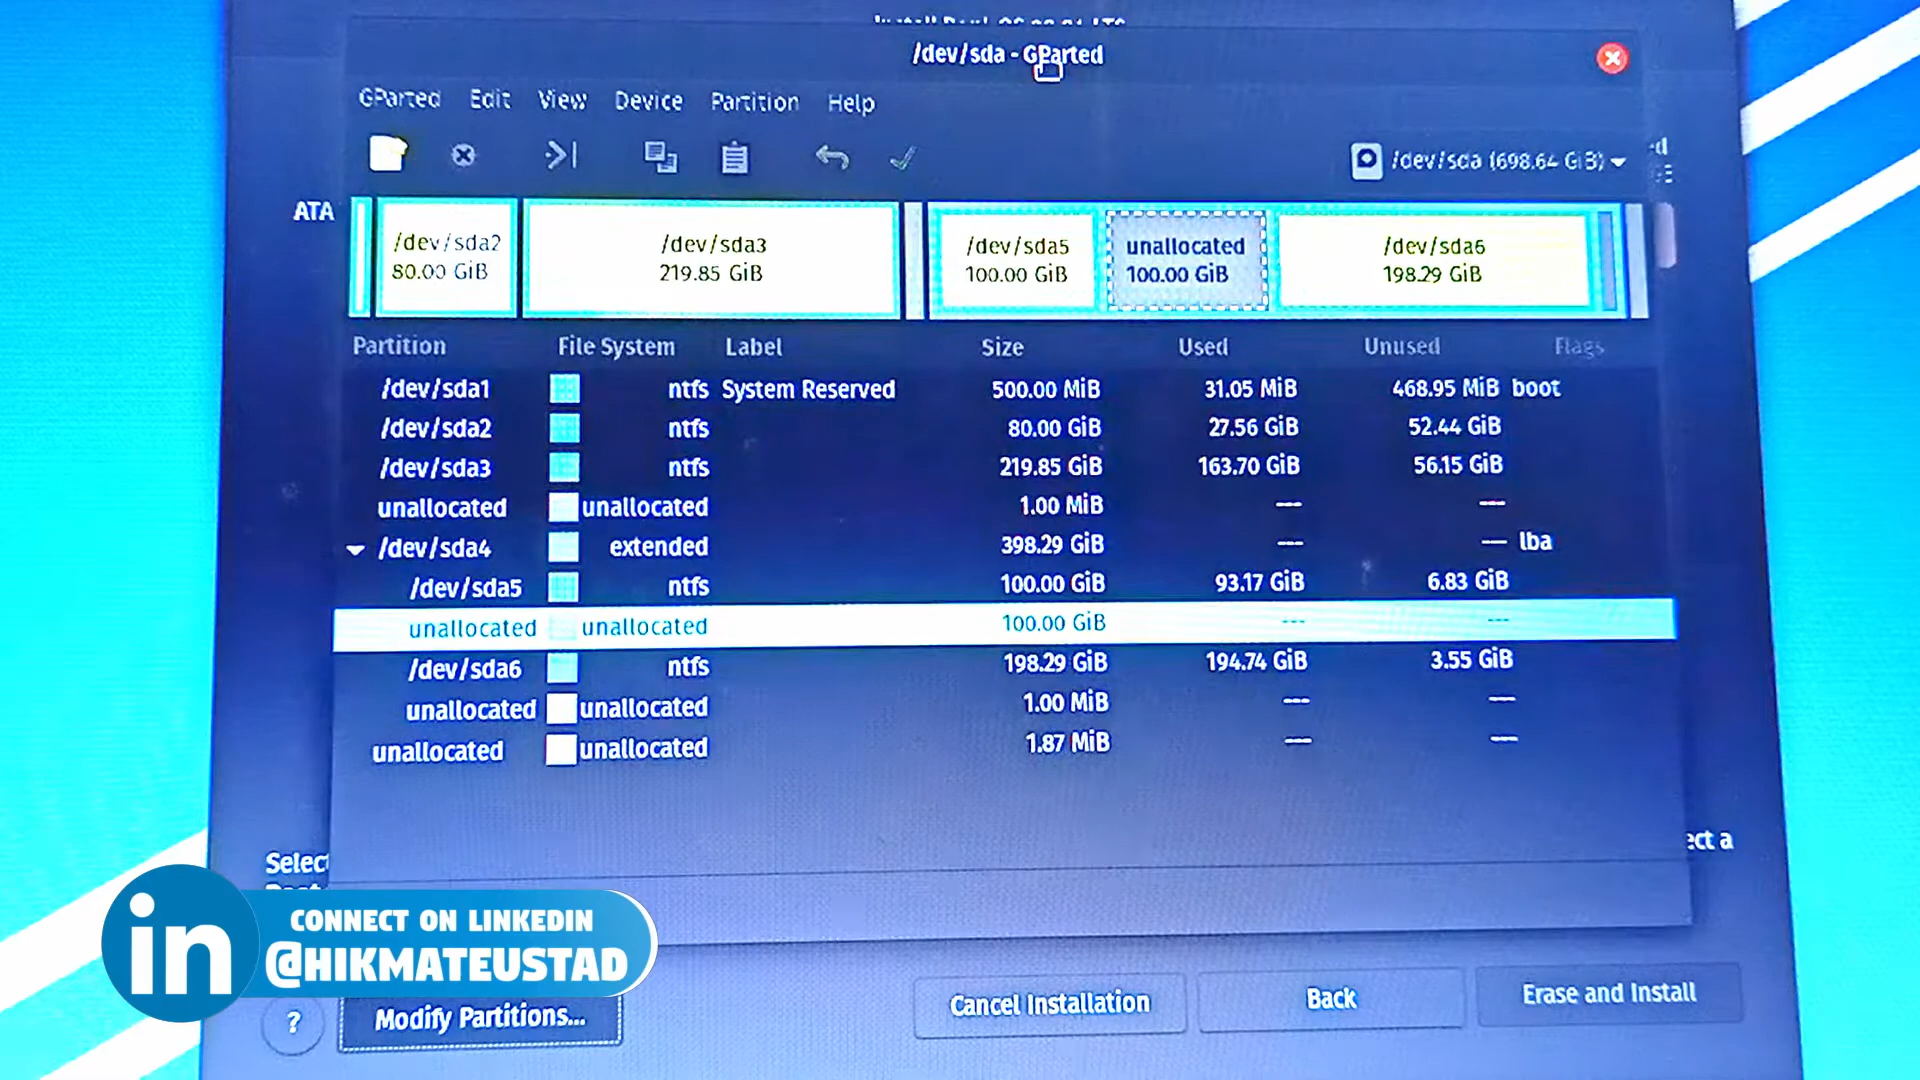 /dev/sda - GParted
GParted Edit View Device Partition Help
/dev/sda (698.64 GiB)
ATA
/dev/sda2
80.00 GiB
/dev/sda3
219.85 GiB
/dev/sda5
100.00 GiB
unallocated
100.00 GiB
/dev/sda6
198.29 GiB
Partition File System Label Size Used Unused Flags
/dev/sda1 ntfs System Reserved 500.00 MiB 31.05 MiB 468.95 MiB boot
/dev/sda2 ntfs 80.00 GiB 27.56 GiB 52.44 GiB
/dev/sda3 ntfs 219.85 GiB 163.70 GiB 56.15 GiB
unallocated unallocated 1.00 MiB --- ---
/dev/sda4 extended 398.29 GiB --- --- lba
/dev/sda5 ntfs 100.00 GiB 93.17 GiB 6.83 GiB
unallocated unallocated 100.00 GiB --- ---
/dev/sda6 ntfs 198.29 GiB 194.74 GiB 3.55 GiB
unallocated unallocated 1.00 MiB --- ---
unallocated unallocated 1.87 MiB --- ---
Select
ect a
CONNECT ON LINKEDIN
in @HIKMATEUSTAD
? Modify Partitions... Cancel Installation Back Erase and Install